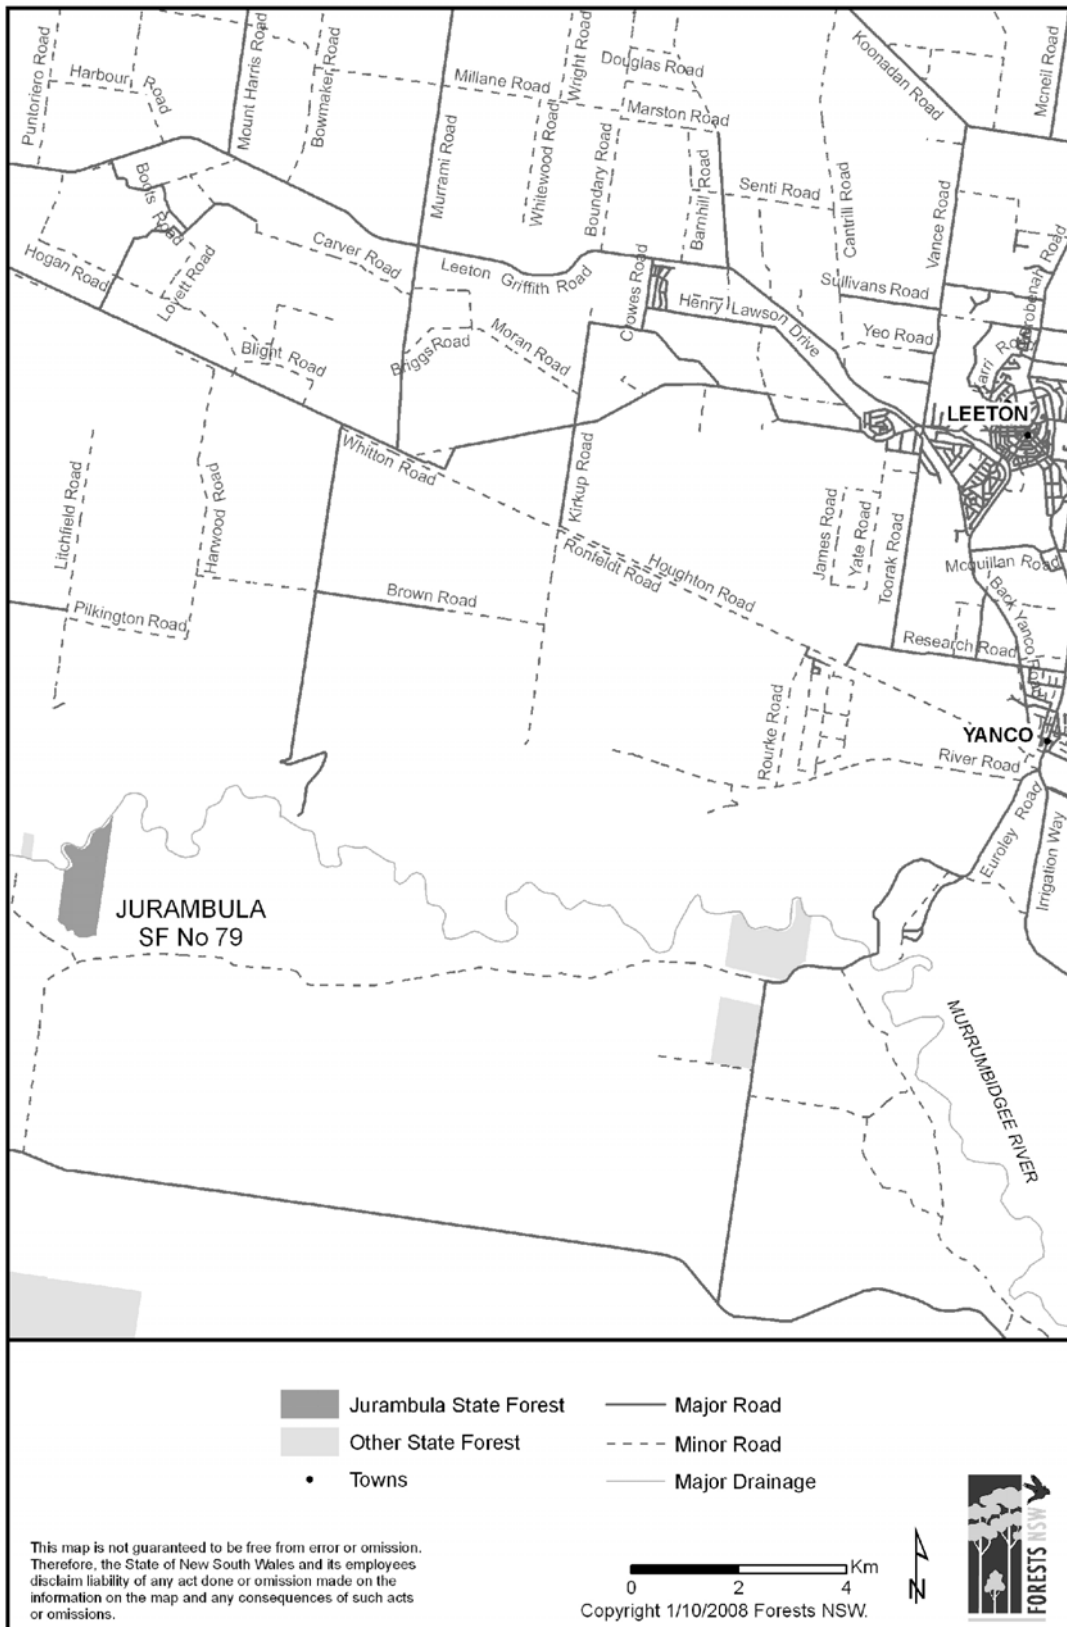 Puntoriero Road
Harbour Road
Mount Harris Road
Bowmaker Road
Millane Road
Wright Road
Douglas Road
Koonadan Road
Mcneil Road
Marston Road
Murrami Road
Whitewood Road
Boundary Road
Barnhill Road
Senti Road
Cantrill Road
Vance Road
Boots Road
Hogan Road
Lovett Road
Carver Road
Leeton Griffith Road
Crowes Road
Henry Lawson Drive
Sullivans Road
Yeo Road
Blight Road
Briggs Road
Moran Road
LEETON
Whitton Road
Kirkup Road
Litchfield Road
Harwood Road
James Road
Yate Road
Toorak Road
Ronfeldt Road
Houghton Road
Mcquillan Road
Brown Road
Pilkington Road
Back Yanco
Research Road
Rourke Road
YANCO
River Road
Euroley Road
Irrigation Way
JURAMBULA
SF No 79
MURRUMBIDGEE RIVER
Jurambula State Forest
Other State Forest
Towns
Major Road
Minor Road
Major Drainage
This map is not guaranteed to be free from error or omission.
Therefore, the State of New South Wales and its employees
disclaim liability of any act done or omission made on the
information on the map and any consequences of such acts
or omissions.
0 2 4 Km
Copyright 1/10/2008 Forests NSW.
N
FORESTS NSW